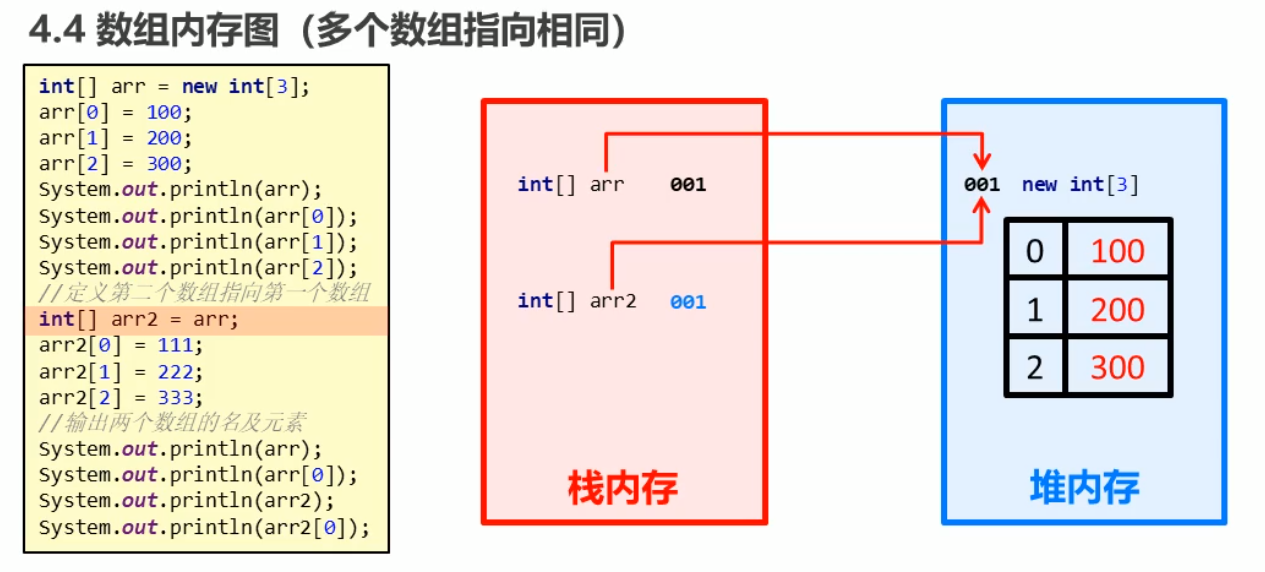 4.4 数组内存图（多个数组指向相同）
int[] arr = new int[3];
arr[0] = 100;
arr[1] = 200;
arr[2] = 300;
System.out.println(arr);
System.out.println(arr[0]);
System.out.println(arr[1]);
System.out.println(arr[2]);
//定义第二个数组指向第一个数组
int[] arr2 = arr;
arr2[0] = 111;
arr2[1] = 222;
arr2[2] = 333;
//输出两个数组的名及元素
System.out.println(arr);
System.out.println(arr[0]);
System.out.println(arr2);
System.out.println(arr2[0]);
int[] arr 001
int[] arr2 001
栈内存
001 new int[3]
0 100
1 200
2 300
堆内存